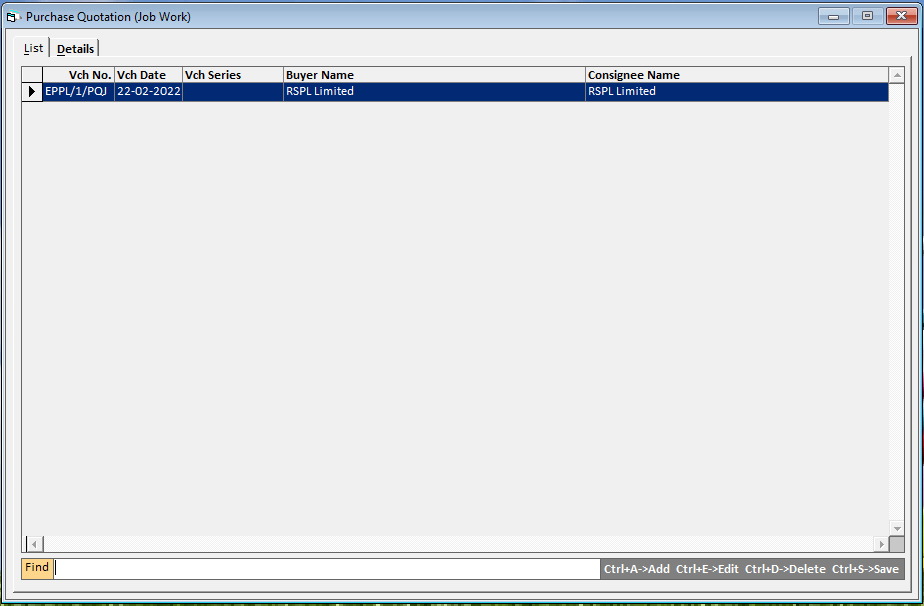 Purchase Quotation (Job Work)
List Details
Vch No. Vch Date Vch Series Buyer Name Consignee Name
EPPL/1/PQJ 22-02-2022 RSPL Limited RSPL Limited
Find Ctrl+A->Add Ctrl+E->Edit Ctrl+D->Delete Ctrl+S->Save